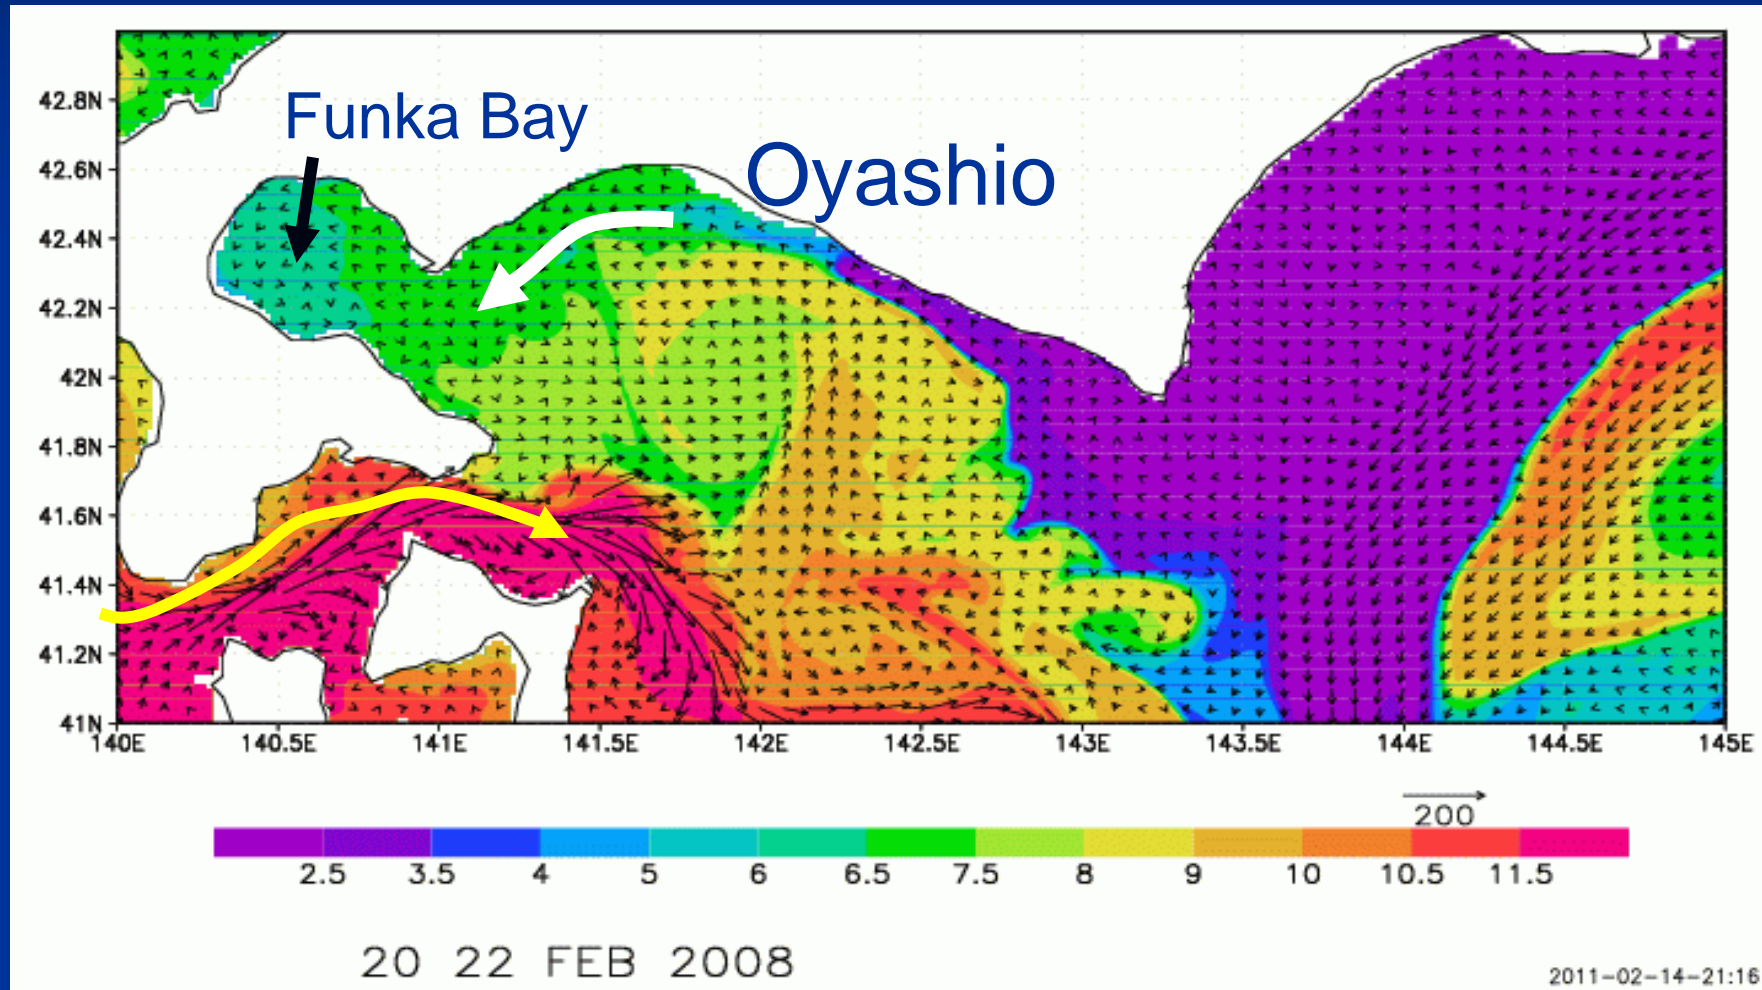 42.8N
Funka Bay
42.6N
Oyashio
42.4N
42.2N
42N
41.8N
41.6N
41.4N
41.2N
41N
140E 140.5E 141E 141.5E 142E 142.5E 143E 143.5E 144E 144.5E 145E
200
2.5 3.5 4 5 6 6.5 7.5 8 9 10 10.5 11.5
20 22 FEB 2008
2011-02-14-21:16